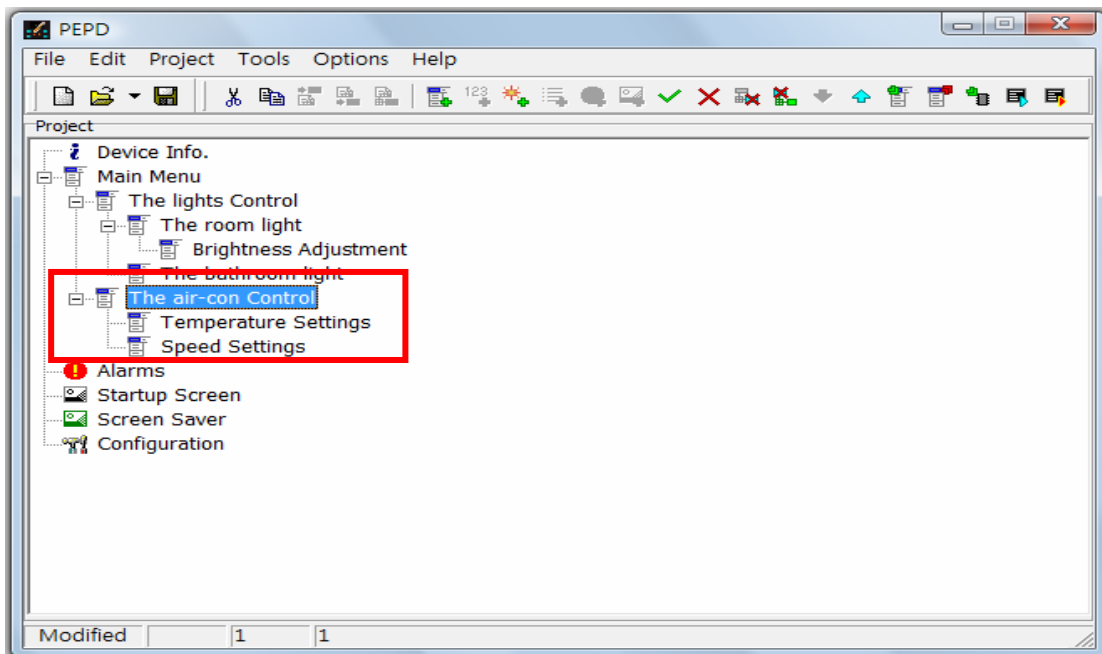 PEPD
File Edit Project Tools Options Help
123
Project
Device Info.
Main Menu
The lights Control
The room light
Brightness Adjustment
The bathroom light
The air-con Control
Temperature Settings
Speed Settings
Alarms
Startup Screen
Screen Saver
Configuration
Modified 1 1